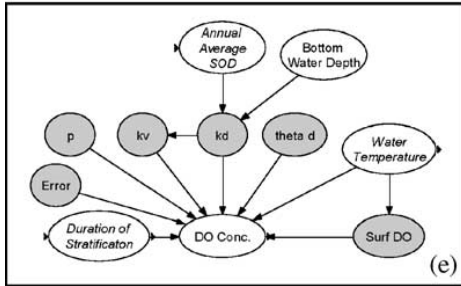 Annual
Average
SOD
Bottom
Water Depth
p
kv
kd
theta d
Water
Temperature
Error
Duration of
Stratificaton
DO Conc.
Surf DO
(e)